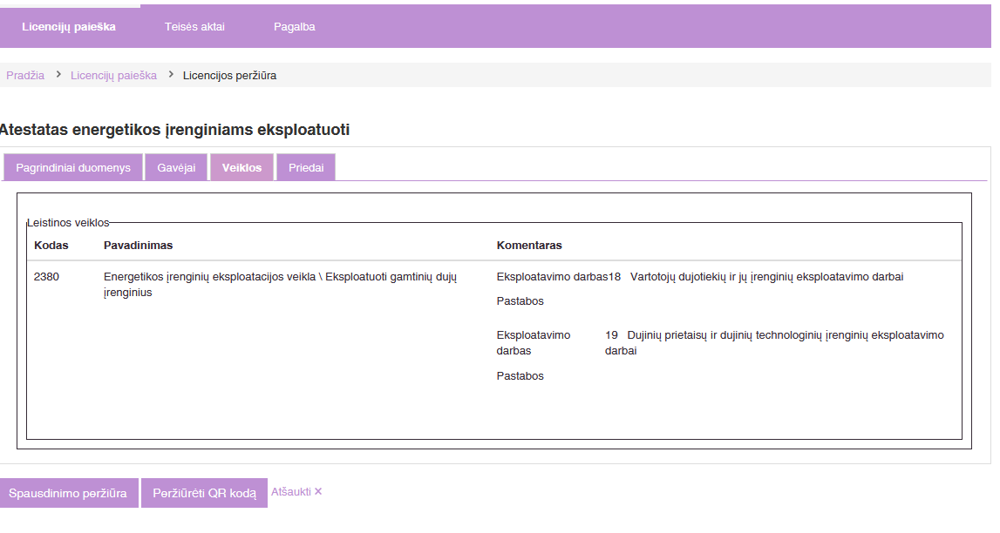 Licencijų paieška Teisės aktai Pagalba
Pradžia > Licencijų paieška > Licencijos peržiūra
Atestatas energetikos įrenginiams eksploatuoti
Pagrindiniai duomenys Gavėjai Veiklos Priedai
Leistinos veiklos
Kodas Pavadinimas Komentaras
2380 Energetikos įrenginių eksploatacijos veikla \ Eksploatuoti gamtinių dujų
įrenginius
Eksploatavimo darbas18 Vartotojų dujotiekių ir jų įrenginių eksploatavimo darbai
Pastabos
Eksploatavimo 19 Dujinių prietaisų ir dujinių technologinių įrenginių eksploatavimo
darbas darbai
Pastabos
Spausdinimo peržiūra Peržiūrėti QR kodą Atšaukti ×